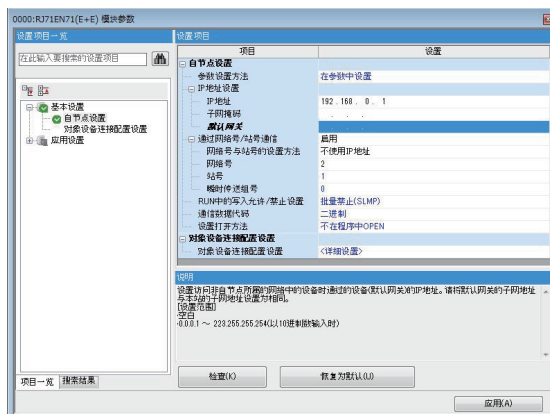 0000:RJ71EN71(E+E) 模块参数
设置项目一览
在此输入要搜索的设置项目
基本设置
自节点设置
对象设备连接配置设置
应用设置
项目一览 搜索结果
设置项目
项目 设置
自节点设置
参数设置方法 在参数中设置
IP地址设置
IP地址 192 . 168 . 0 . 1
子网掩码 . . .
默认网关 . . .
通过网络号/站号通信 启用
网络号与站号的设置方法 不使用IP地址
网络号 2
站号 1
瞬时传送组号 0
RUN中的写入允许/禁止设置 批量禁止(SLMP)
通信数据代码 二进制
设置打开方法 不在程序中OPEN
对象设备连接配置设置
对象设备连接配置设置 <详细设置>
说明
设置访问非自节点所属的网络中的设备时通过的设备(默认网关)的IP地址。请将默认网关的子网地址
与本站的子网地址设置为相同。
[设置范围]
·空白
·0.0.0.1 ～ 223.255.255.254(以10进制数输入时)
检查(K) 恢复为默认(U)
应用(A)